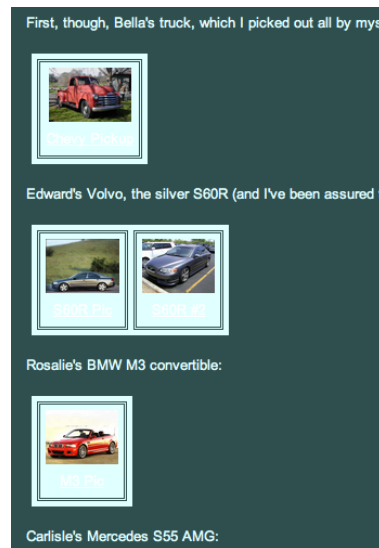 First, though, Bella's truck, which I picked out all by mys
Chevy Pickup
Edward's Volvo, the silver S60R (and I've been assured
S60R Pic
S60R #2
Rosalie's BMW M3 convertible:
M3 Pic
Carlisle's Mercedes S55 AMG: